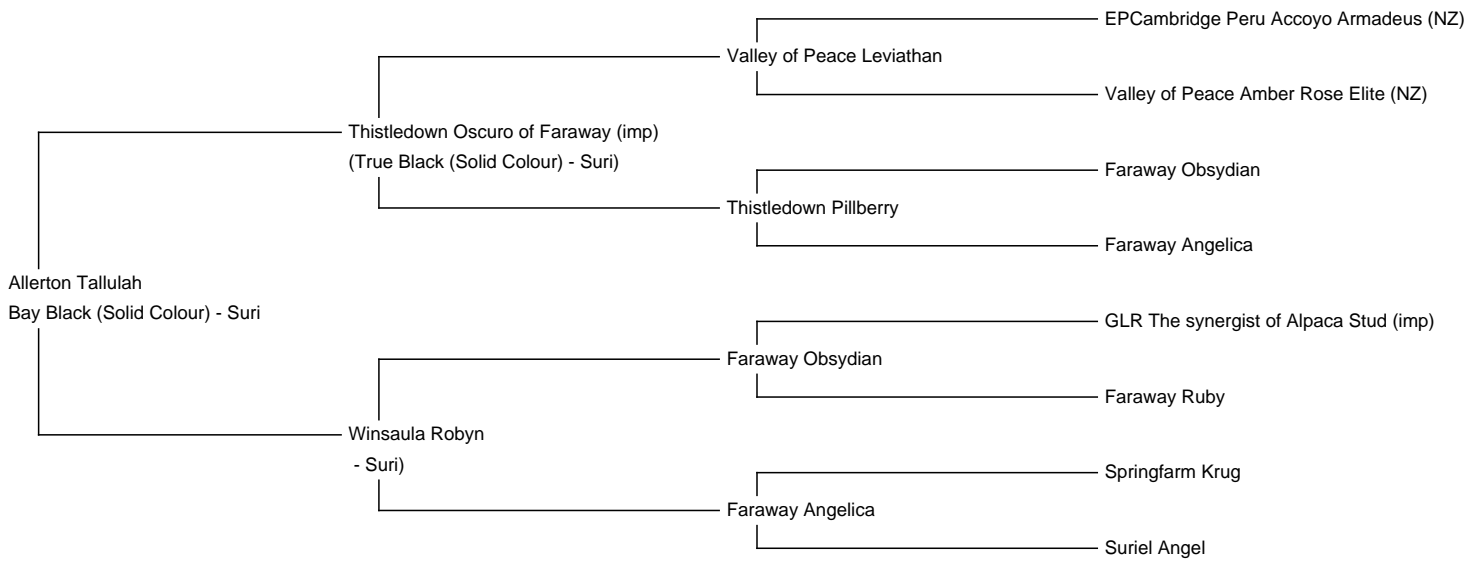 EPCambridge Peru Accoyo Armadeus (NZ)
Valley of Peace Leviathan
Valley of Peace Amber Rose Elite (NZ)
Thistledown Oscuro of Faraway (imp)
(True Black (Solid Colour) - Suri)
Faraway Obsydian
Thistledown Pillberry
Faraway Angelica
Allerton Tallulah
Bay Black (Solid Colour) - Suri
GLR The synergist of Alpaca Stud (imp)
Faraway Obsydian
Faraway Ruby
Winsaula Robyn
- Suri)
Springfarm Krug
Faraway Angelica
Suriel Angel